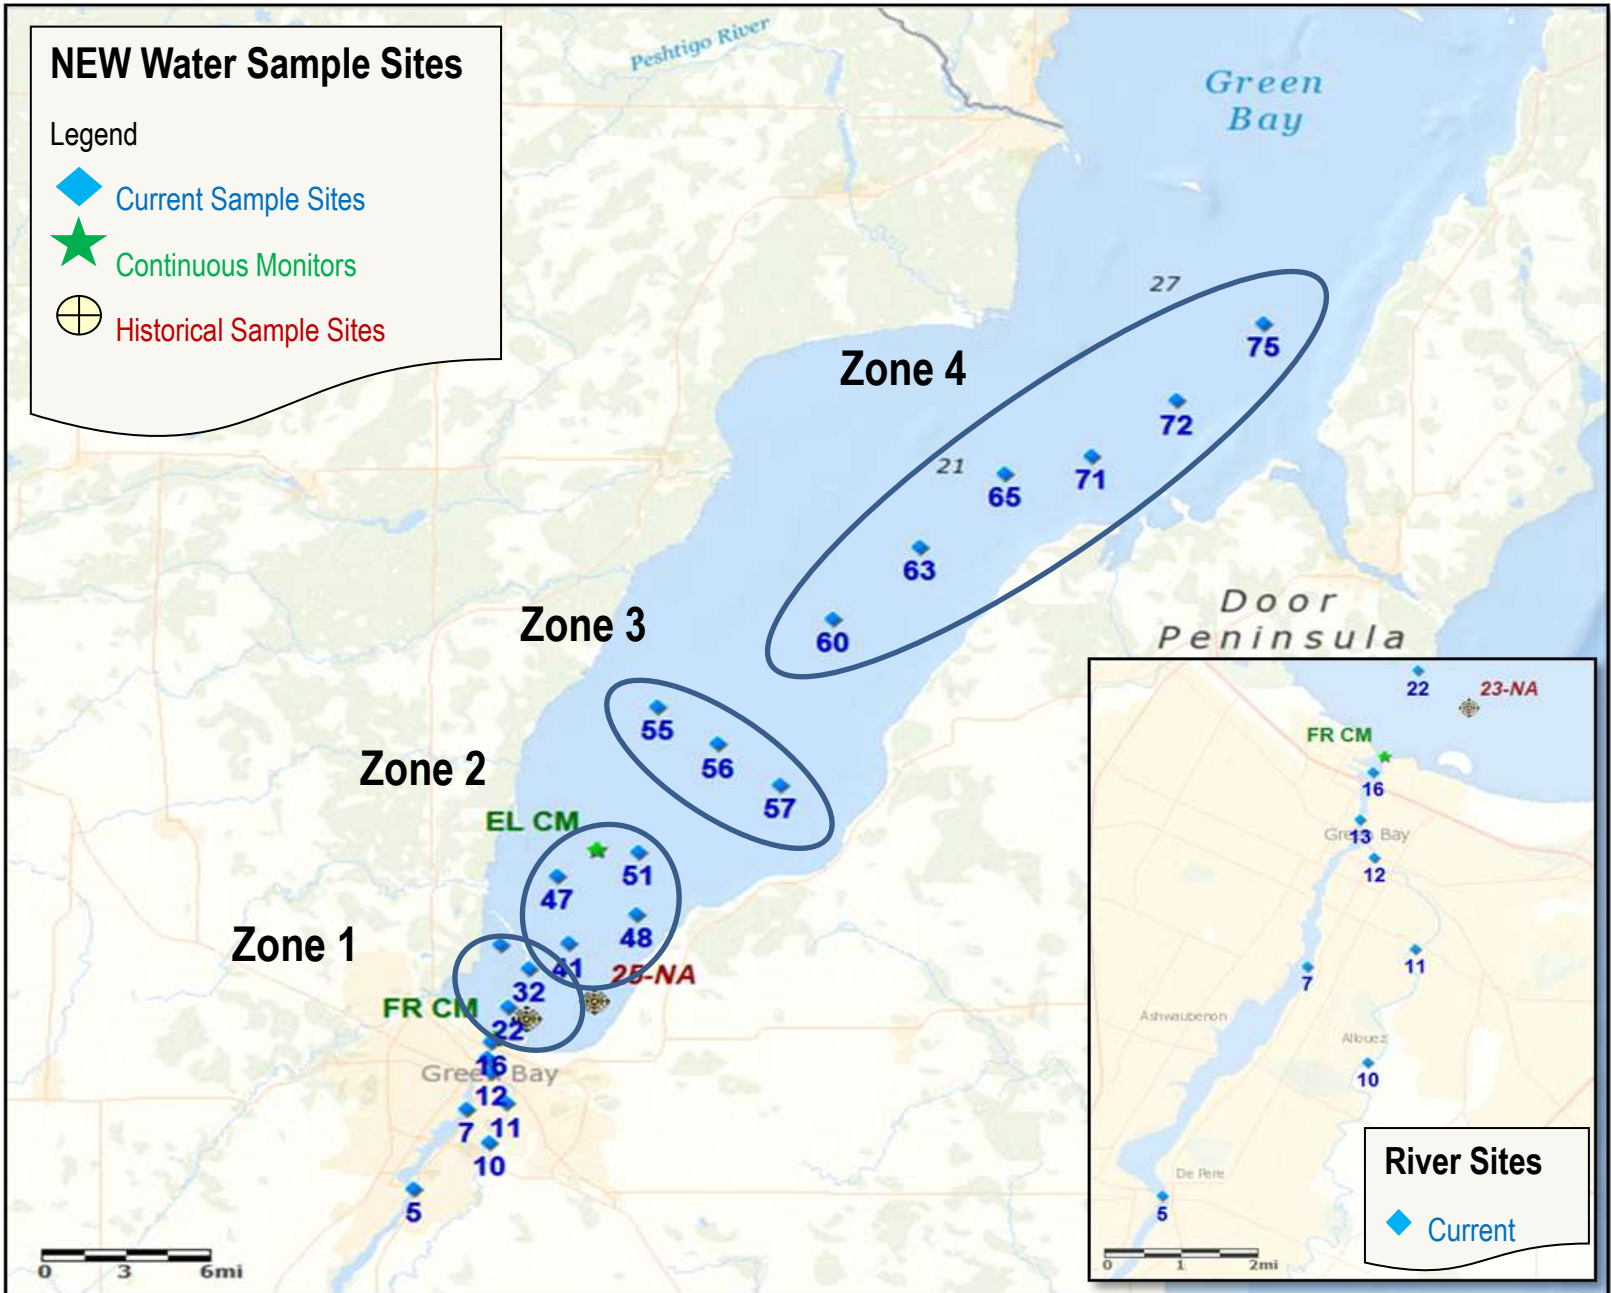 NEW Water Sample Sites
Legend
Current Sample Sites
Continuous Monitors
Historical Sample Sites
Peshtigo River
Green
Bay
27
75
Zone 4
72
21
71
65
63
60
Door
Peninsula
Zone 3
55
56
57
Zone 2
EL CM
51
47
48
41
Zone 1
25-NA
32
FR CM
22
16
Green Bay
12
7
11
10
5
0 3 6mi
22
23-NA
FR CM
16
13
Green Bay
12
11
7
Ashwaubenon
Allouez
10
De Pere
5
0 1 2mi
River Sites
Current